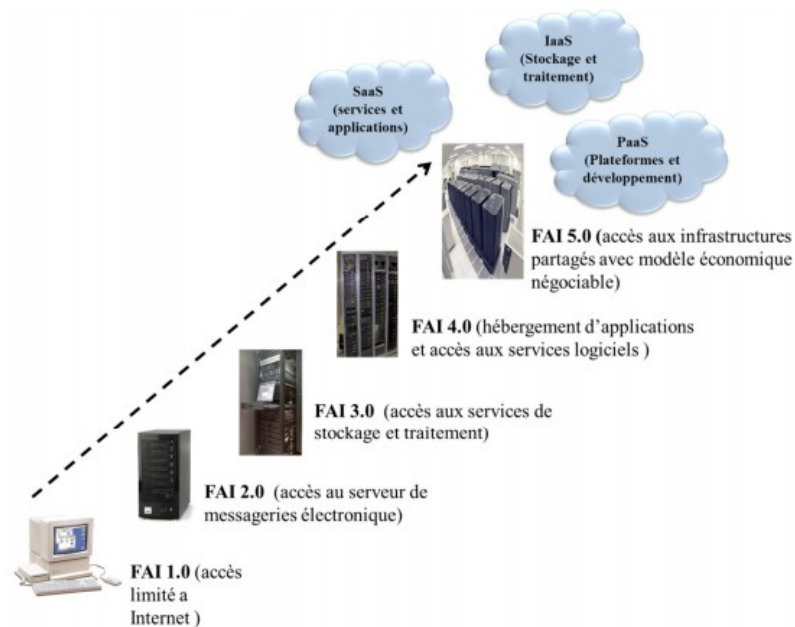 IaaS
(Stockage et
traitement)
SaaS
(services et
applications)
PaaS
(Plateformes et
développement)
FAI 5.0 (accès aux infrastructures
partagés avec modèle économique
négociable)
FAI 4.0 (hébergement d'applications
et accès aux services logiciels )
FAI 3.0 (accès aux services de
stockage et traitement)
FAI 2.0 (accès au serveur de
messageries électronique)
FAI 1.0 (accès
limité a
Internet )